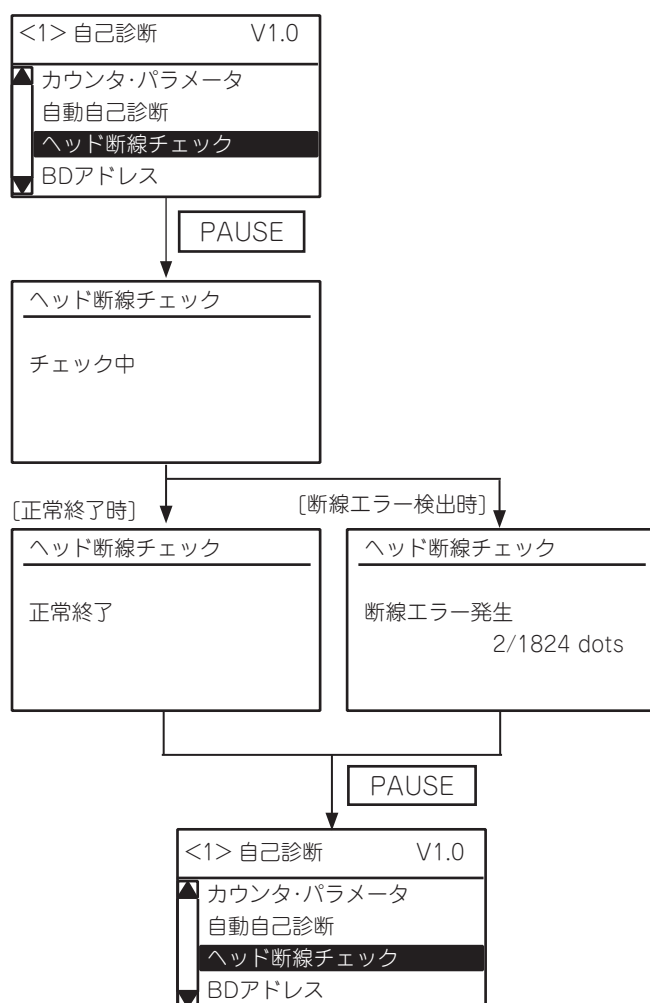 <1> 自己診断 V1.0
カウンタ･パラメータ
自動自己診断
ヘッド断線チェック
BDアドレス
PAUSE
ヘッド断線チェック
チェック中
[正常終了時]
[断線エラー検出時]
ヘッド断線チェック
正常終了
ヘッド断線チェック
断線エラー発生
2/1824 dots
PAUSE
<1> 自己診断 V1.0
カウンタ･パラメータ
自動自己診断
ヘッド断線チェック
BDアドレス